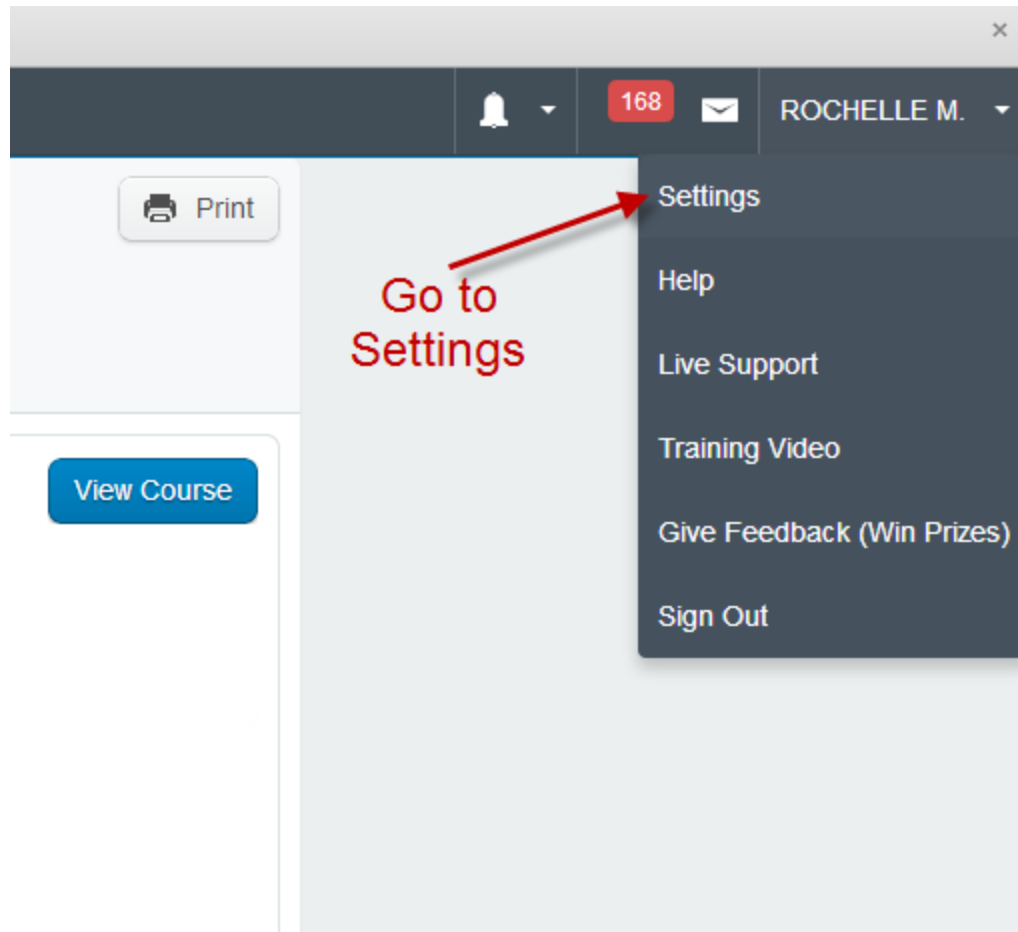 168
ROCHELLE M.
Print
Settings
Go to
Settings
Help
Live Support
Training Video
View Course
Give Feedback (Win Prizes)
Sign Out